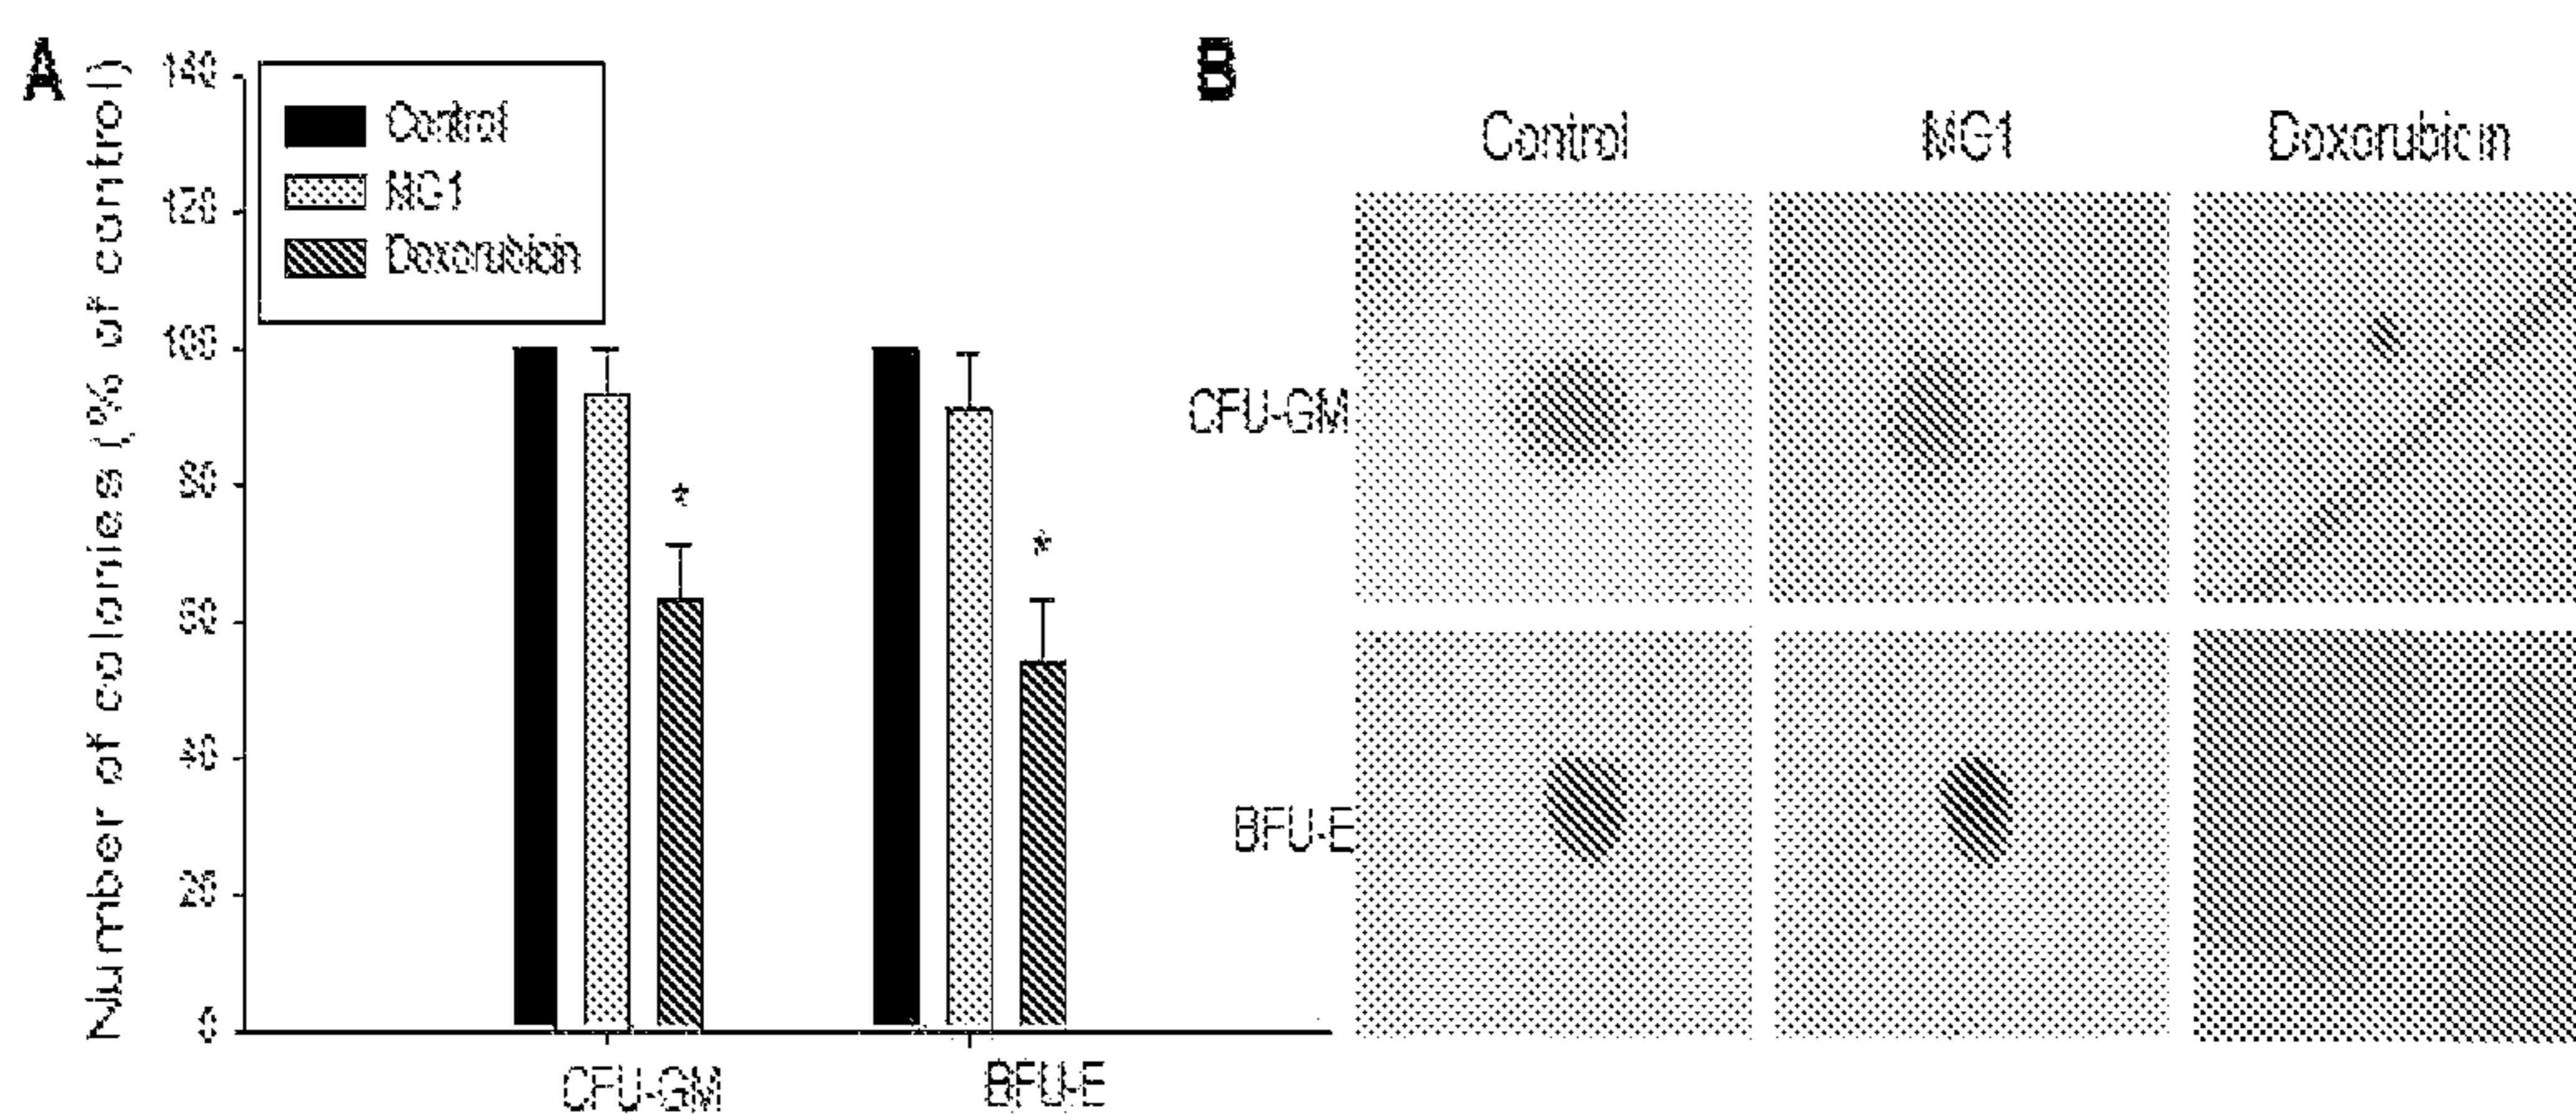 A
Number of colonies (% of control)
140
120
100
80
60
40
20
0
Control
MG1
Doxorubicin
*
*
CFU-GM
BFU-E
B
Control
MG1
Doxorubicin
CFU-GM
BFU-E